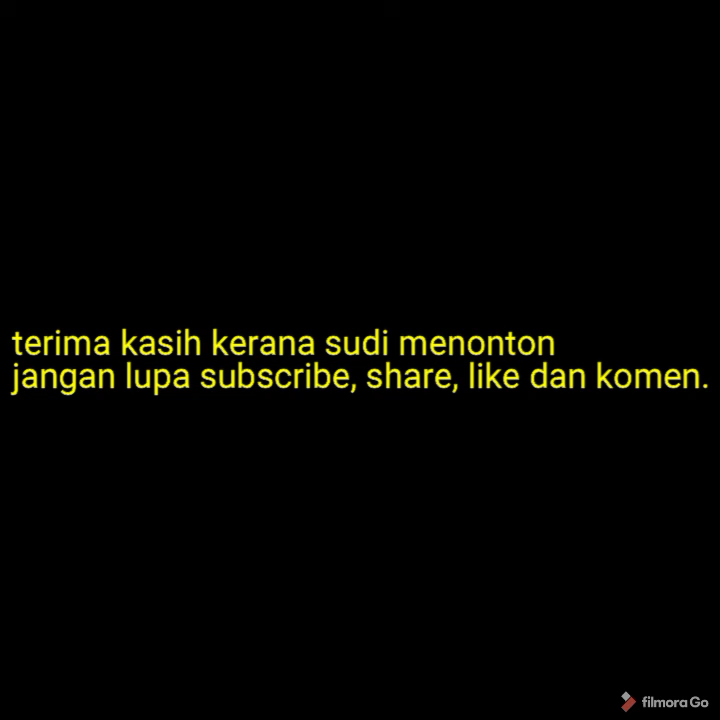 terima kasih kerana sudi menonton
jangan lupa subscribe, share, like dan komen.
filmora Go